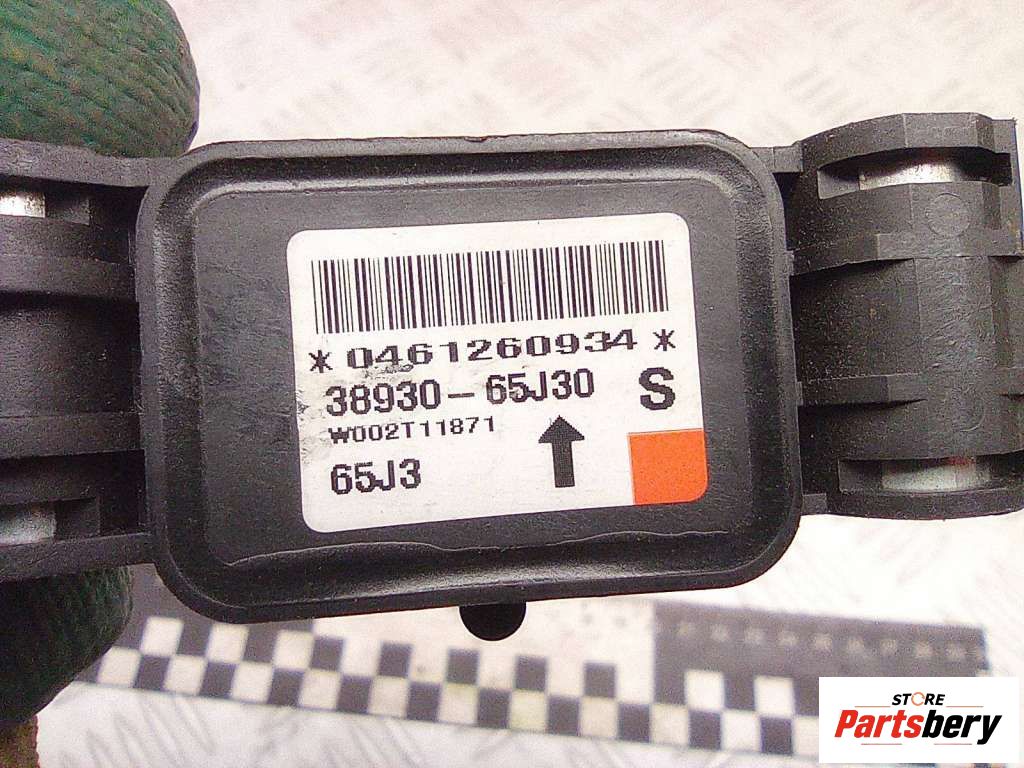 *0461260934*
38930-65J30 S
W002T11871
65J3
STORE
Partsbery